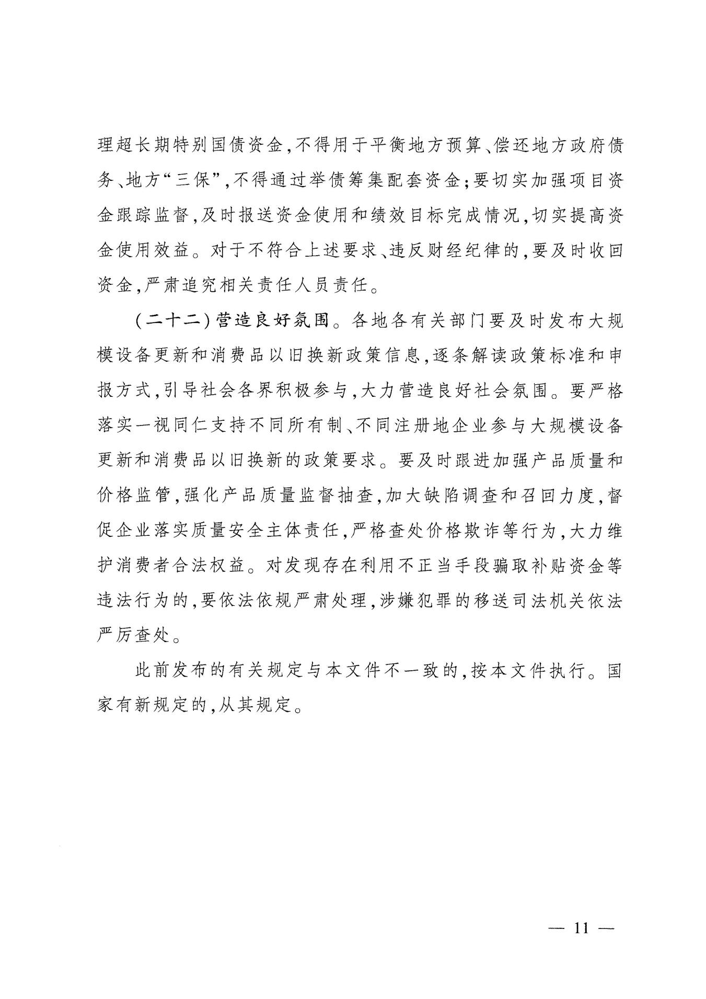 理超长期特别国债资金,不得用于平衡地方预算、偿还地方政府债
务、地方“三保”,不得通过举债筹集配套资金;要切实加强项目资
金跟踪监督,及时报送资金使用和绩效目标完成情况,切实提高资
金使用效益。对于不符合上述要求、违反财经纪律的,要及时收回
资金,严肃追究相关责任人员责任。
(二十二)营造良好氛围。各地各有关部门要及时发布大规
模设备更新和消费品以旧换新政策信息,逐条解读政策标准和申
报方式,引导社会各界积极参与,大力营造良好社会氛围。要严格
落实一视同仁支持不同所有制、不同注册地企业参与大规模设备
更新和消费品以旧换新的政策要求。要及时跟进加强产品质量和
价格监管,强化产品质量监督抽查,加大缺陷调查和召回力度,督
促企业落实质量安全主体责任,严格查处价格欺诈等行为,大力维
护消费者合法权益。对发现存在利用不正当手段骗取补贴资金等
违法行为的,要依法依规严肃处理,涉嫌犯罪的移送司法机关依法
严厉查处。
此前发布的有关规定与本文件不一致的,按本文件执行。国
家有新规定的,从其规定。
— 11 —